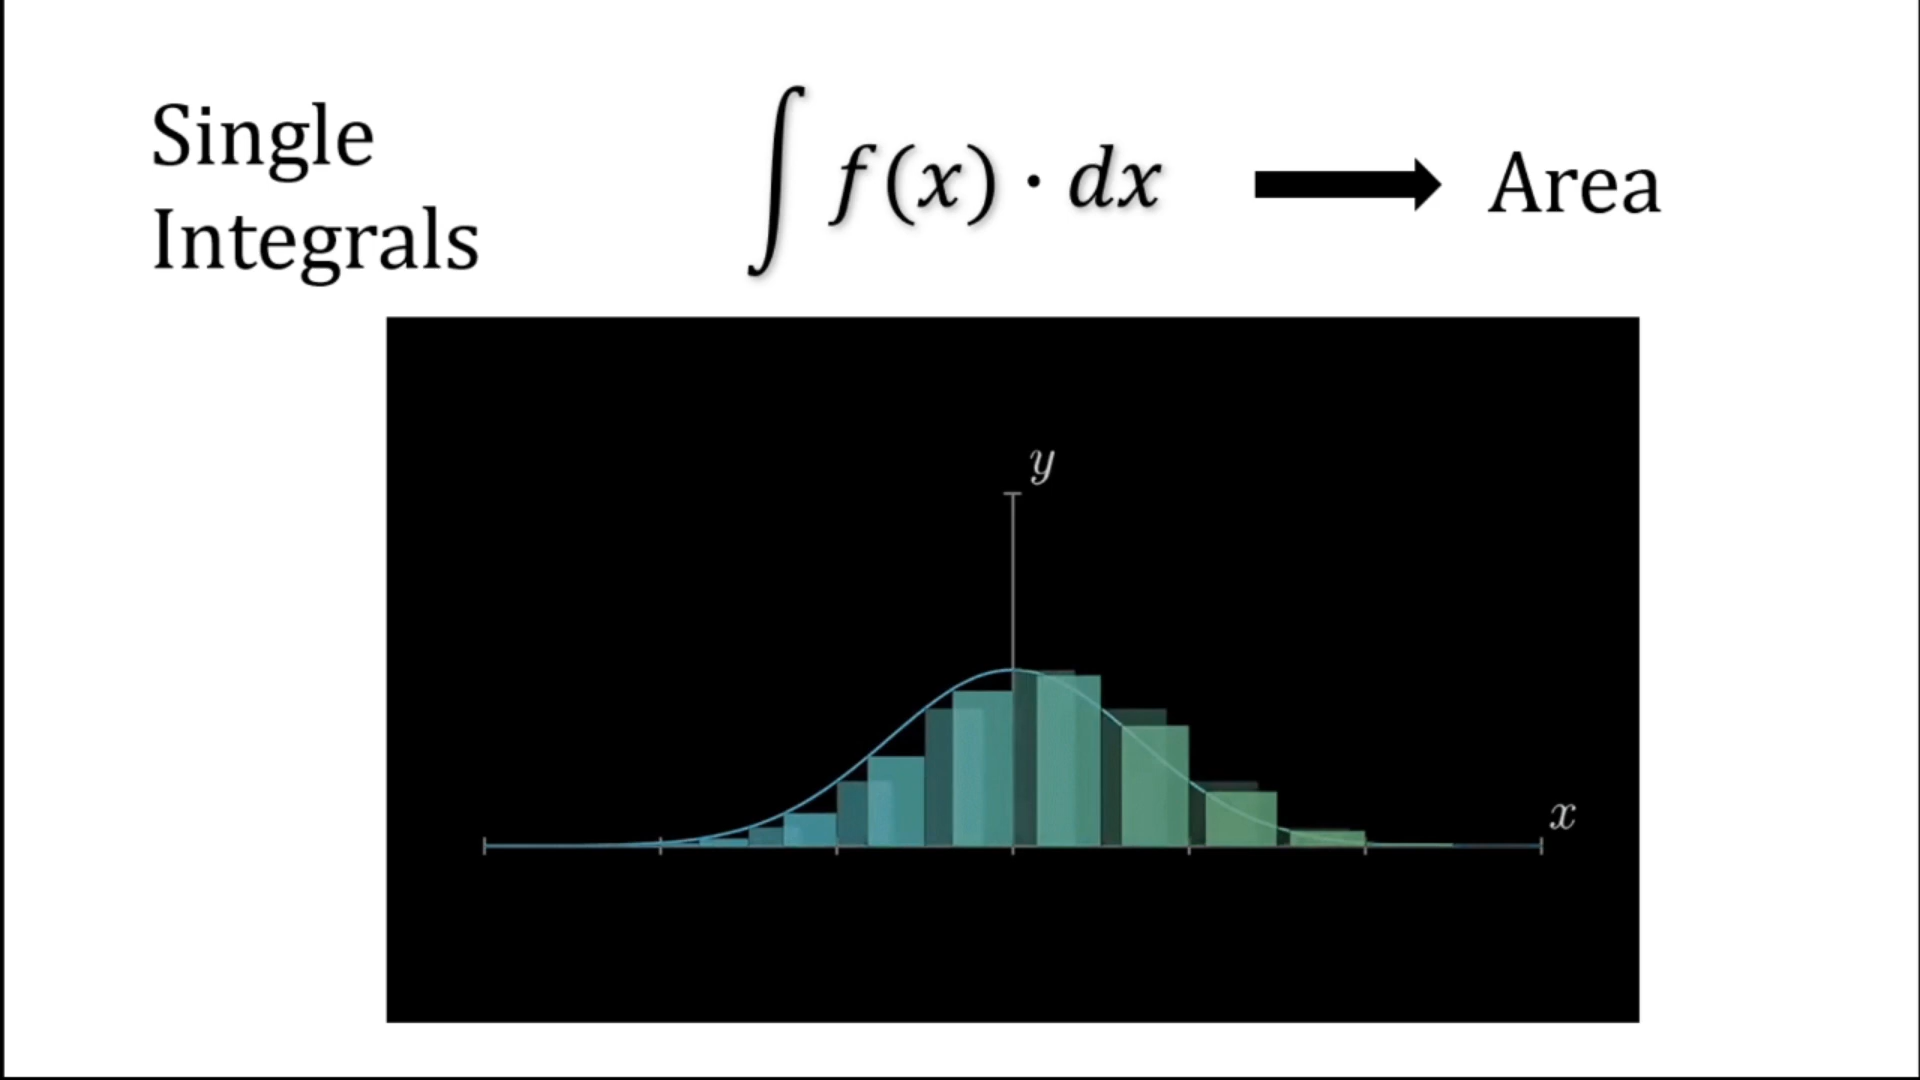 Single
Integrals
∫ f(x) · dx
Area
y
x